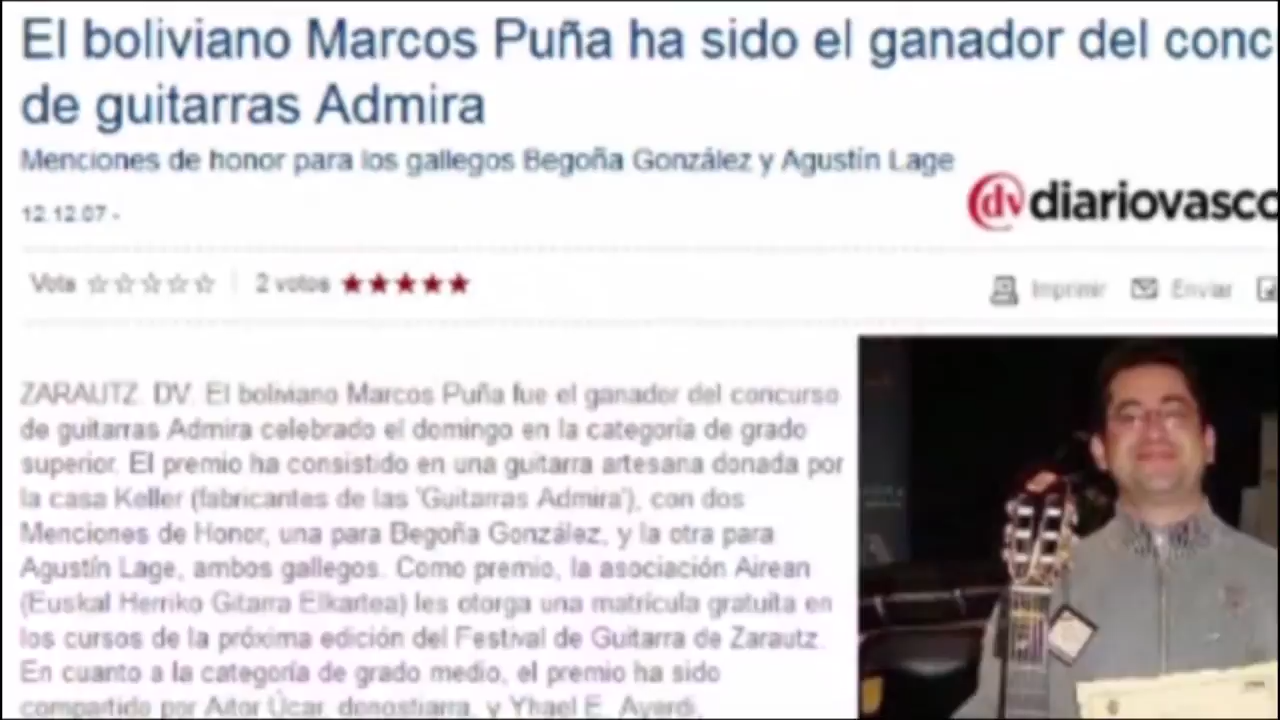 El boliviano Marcos Puña ha sido el ganador del conc
de guitarras Admira
Menciones de honor para los gallegos Begoña González y Agustín Lage
12.12.07 -
dv diariovasco
Vota
2 votos
Imprimir
Enviar
ZARAUTZ. DV. El boliviano Marcos Puña fue el ganador del concurso
de guitarras Admira celebrado el domingo en la categoría de grado
superior. El premio ha consistido en una guitarra artesana donada por
la casa Keller (fabricantes de las 'Guitarras Admira'), con dos
Menciones de Honor, una para Begoña González, y la otra para
Agustín Lage, ambos gallegos. Como premio, la asociación Airean
(Euskal Herriko Gitarra Elkartea) les otorga una matrícula gratuita en
los cursos de la próxima edición del Festival de Guitarra de Zarautz.
En cuanto a la categoría de grado medio, el premio ha sido
compartido por Aitor Úcar, donostiarra, y Yhael E. Ayerdi,